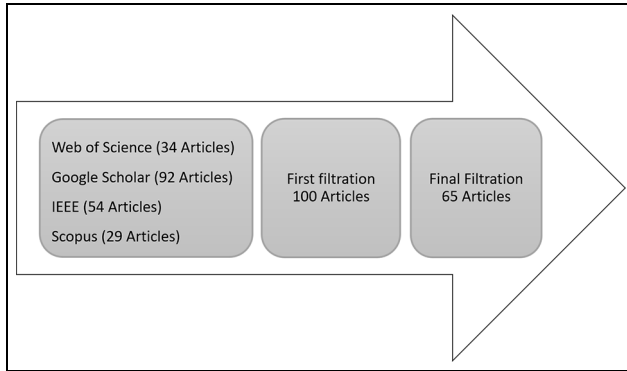 Web of Science (34 Articles)
Google Scholar (92 Articles)
IEEE (54 Articles)
Scopus (29 Articles)
First filtration
100 Articles
Final Filtration
65 Articles